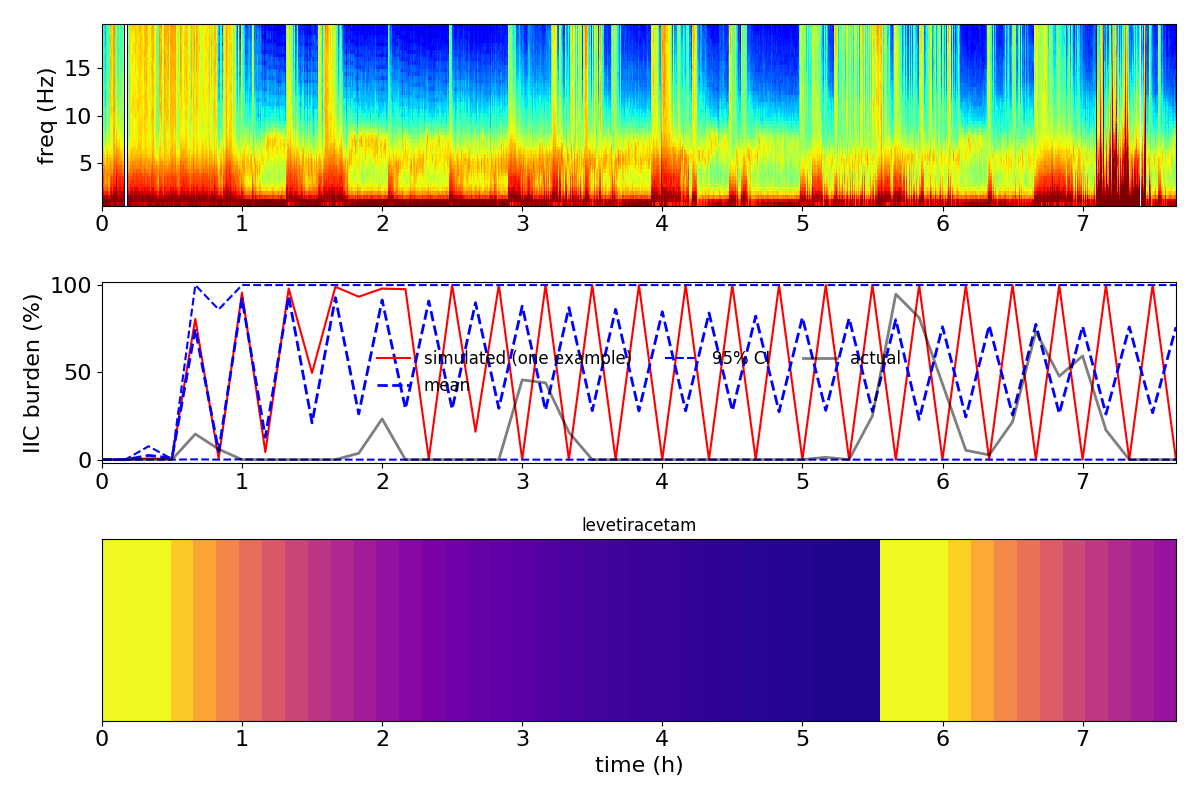 freq (Hz)
15
10
5
0 1 2 3 4 5 6 7
IIC burden (%)
100
50
0
simulated (one example) 95% CI actual
mean
0 1 2 3 4 5 6 7
levetiracetam
0 1 2 3 4 5 6 7
time (h)